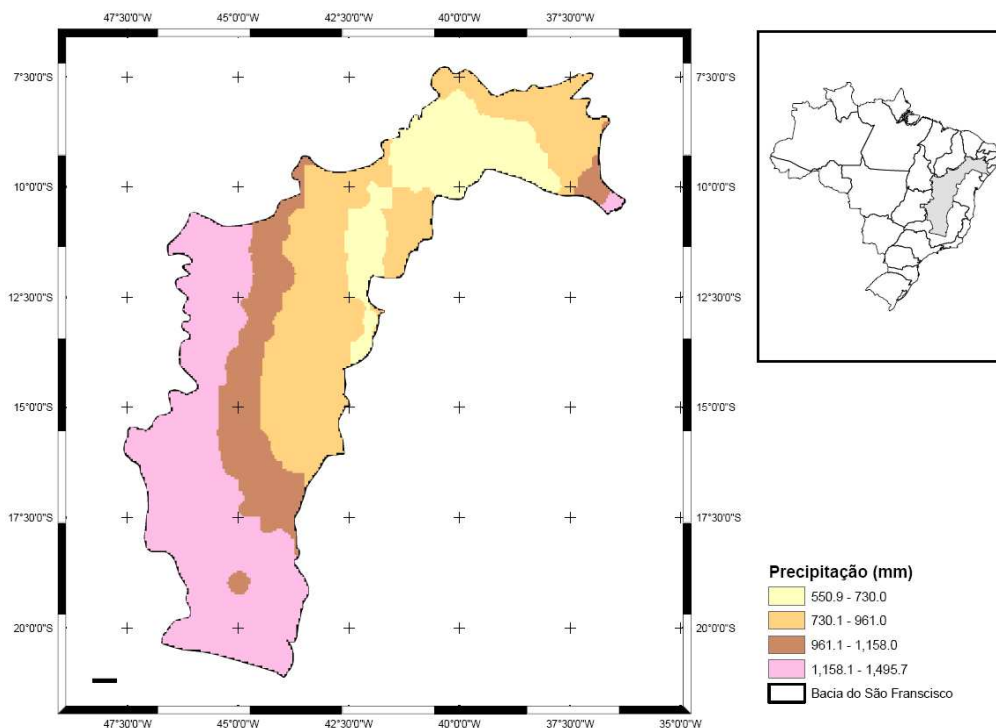 47°30'0"W 45°0'0"W 42°30'0"W 40°0'0"W 37°30'0"W
7°30'0"S 7°30'0"S
10°0'0"S 10°0'0"S
12°30'0"S 12°30'0"S
15°0'0"S 15°0'0"S
17°30'0"S 17°30'0"S
20°0'0"S 20°0'0"S
47°30'0"W 45°0'0"W 42°30'0"W 40°0'0"W 37°30'0"W 35°0'0"W
Precipitação (mm)
550.9 - 730.0
730.1 - 961.0
961.1 - 1,158.0
1,158.1 - 1,495.7
Bacia do São Franscisco